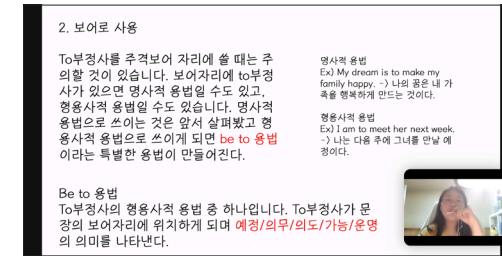 2. 보어로 사용
To부정사를 주격보어 자리에 쓸 때는 주
의할 것이 있습니다. 보어자리에 to부정
사가 있으면 명사적 용법일 수도 있고,
형용사적 용법일 수도 있습니다. 명사적
용법으로 쓰이는 것은 앞서 살펴봤고 형
용사적 용법으로 쓰이게 되면 be to 용법
이라는 특별한 용법이 만들어진다.
명사적 용법
Ex) My dream is to make my
family happy. -> 나의 꿈은 내 가
족을 행복하게 만드는 것이다.
형용사적 용법
Ex) I am to meet her next week.
-> 나는 다음 주에 그녀를 만날 예
정이다.
Be to 용법
To부정사의 형용사적 용법 중 하나입니다. To부정사가 문
장의 보어자리에 위치하게 되며 예정/의무/의도/가능/운명
의 의미를 나타낸다.